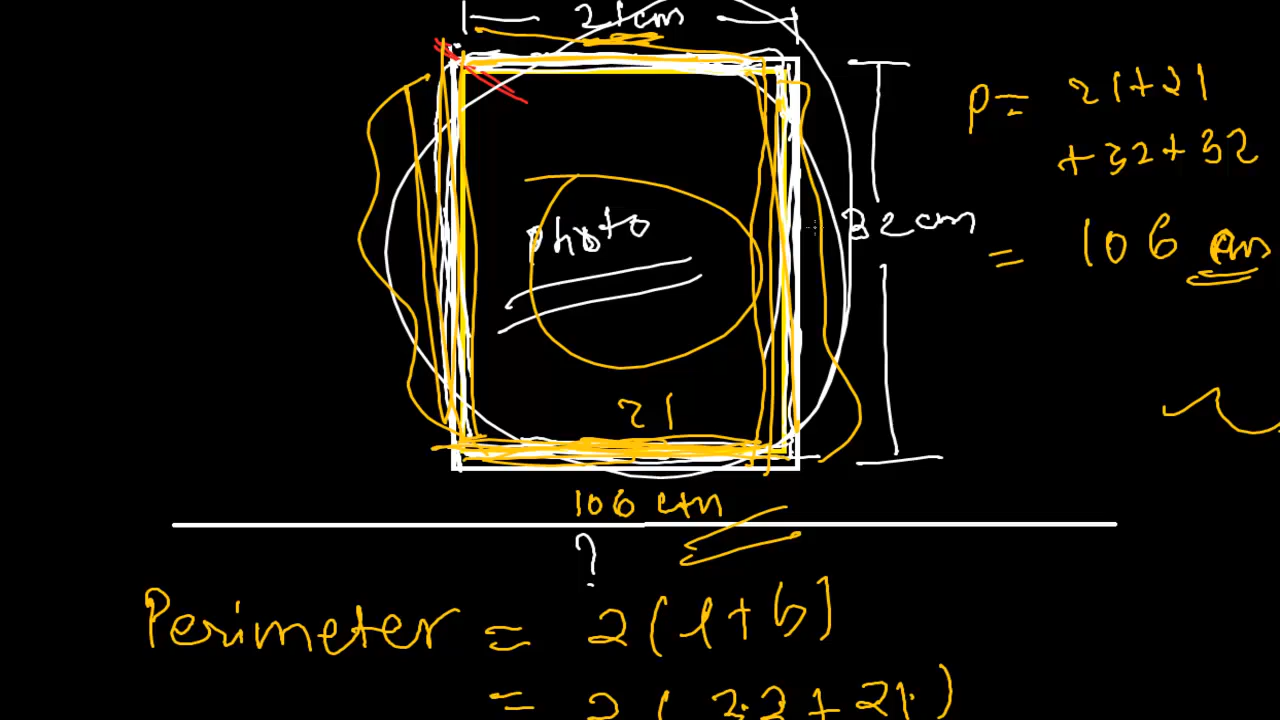 21cm
photo
32cm
P= 21+21
+32+32
= 106 cm
21
106 cm
?
Perimeter = 2(l+b)
= 2(32+21)